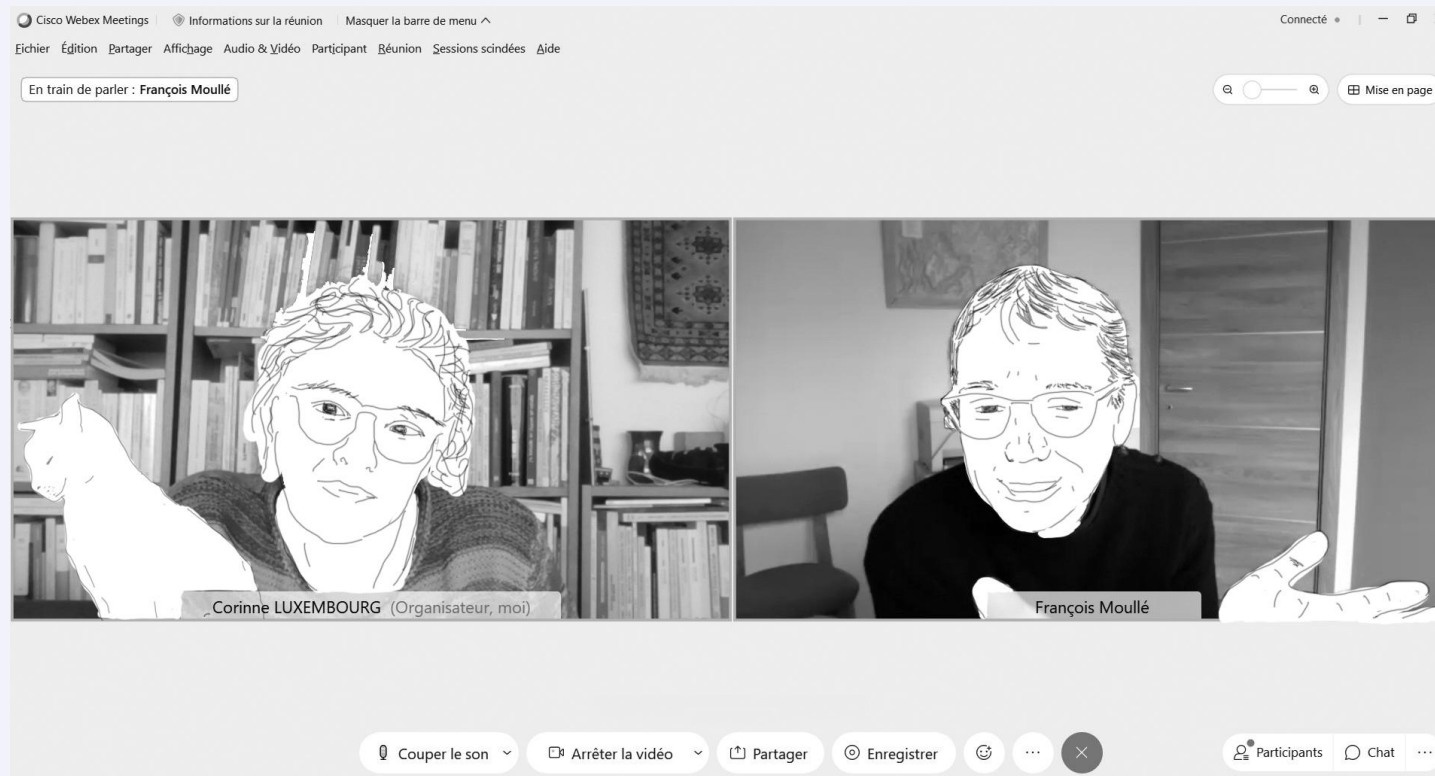 Cisco Webex Meetings Informations sur la réunion Masquer la barre de menu Connecté
Fichier Édition Partager Affichage Audio & Vidéo Participant Réunion Sessions scindées Aide
En train de parler : François Moullé
Mise en page
Corinne LUXEMBOURG (Organisateur, moi)
François Moullé
Couper le son Arrêter la vidéo Partager Enregistrer Participants Chat